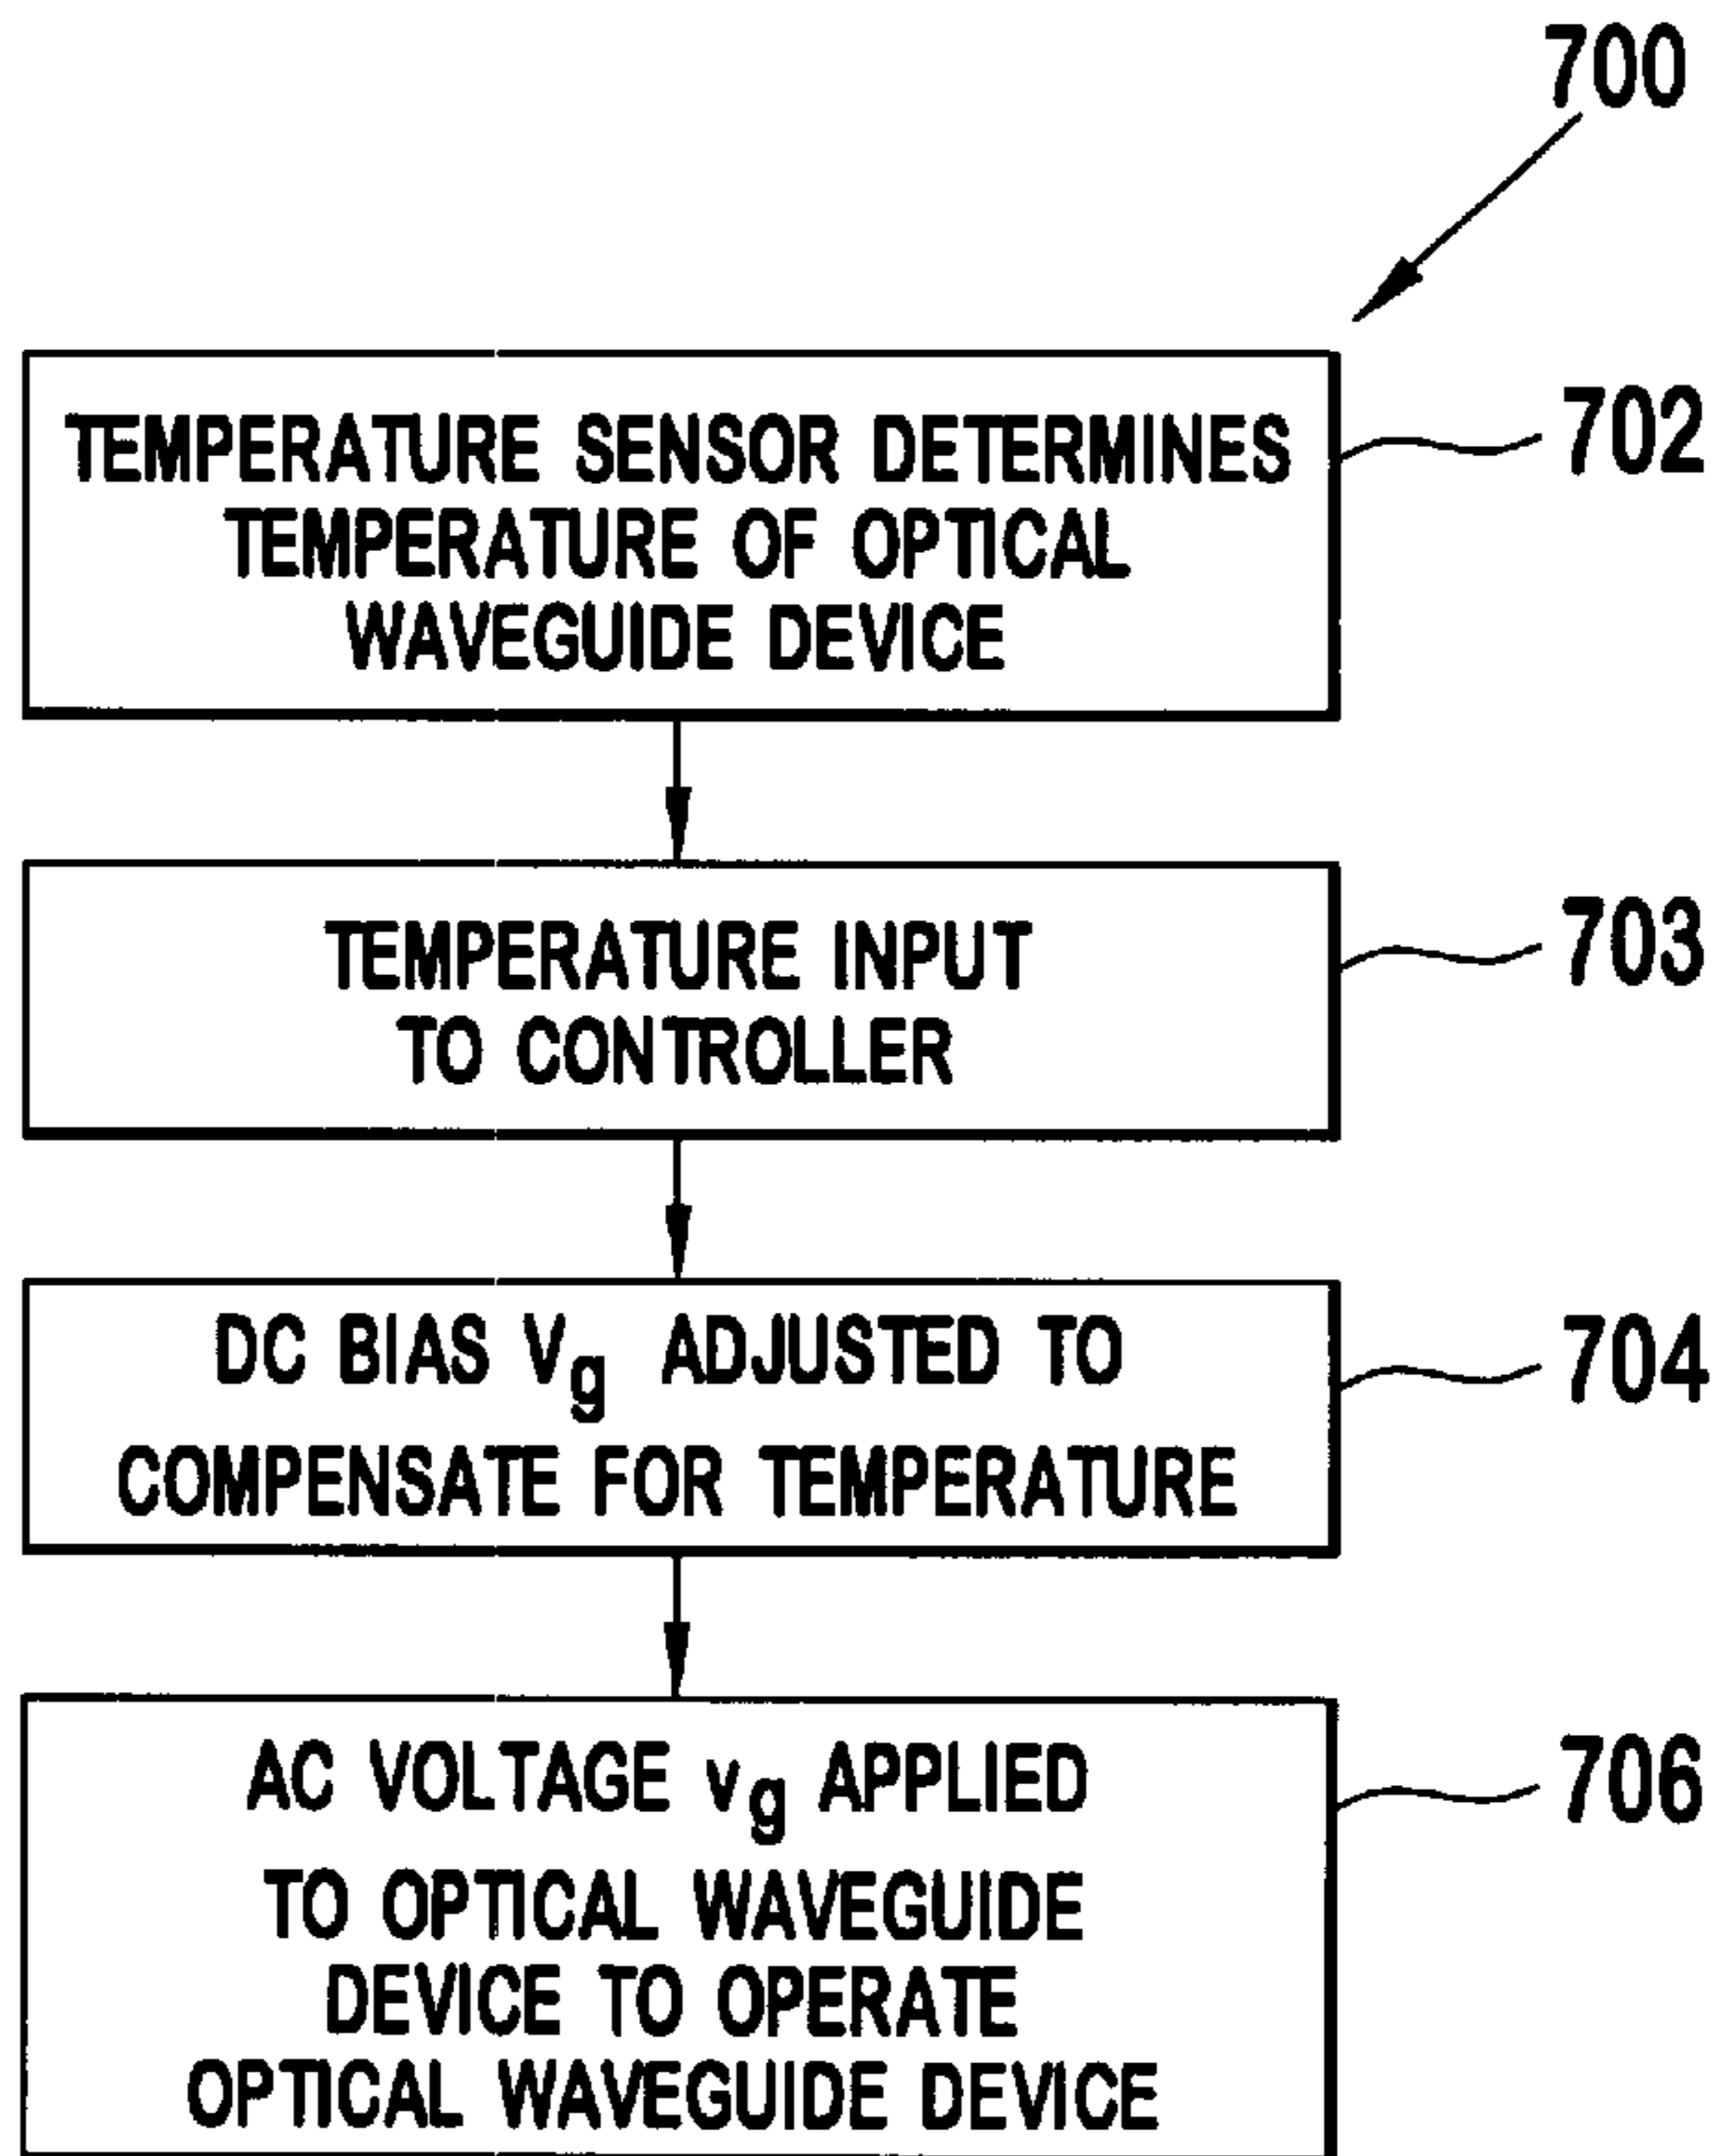 700
TEMPERATURE SENSOR DETERMINES
TEMPERATURE OF OPTICAL
WAVEGUIDE DEVICE
702
TEMPERATURE INPUT
TO CONTROLLER
703
DC BIAS Vg ADJUSTED TO
COMPENSATE FOR TEMPERATURE
704
AC VOLTAGE vg APPLIED
TO OPTICAL WAVEGUIDE
DEVICE TO OPERATE
OPTICAL WAVEGUIDE DEVICE
706